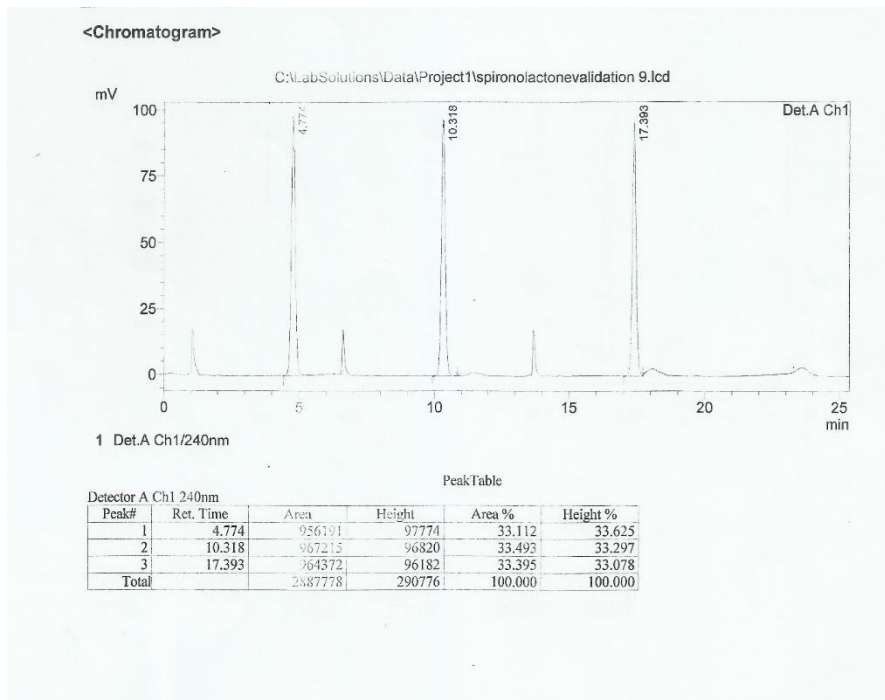 <Chromatogram>
C:\LabSolutions\Data\Project1\spironolactonevalidation 9.lcd
mV
100
75
50
25
0
4.774
10.318
17.393
Det.A Ch1
0 5 10 15 20 25
min
1 Det.A Ch1/240nm
PeakTable
Detector A Ch1 240nm
Peak# Ret. Time Area Height Area % Height %
1 4.774 956191 97774 33.112 33.625
2 10.318 967215 96820 33.493 33.297
3 17.393 964372 96182 33.395 33.078
Total 2887778 290776 100.000 100.000